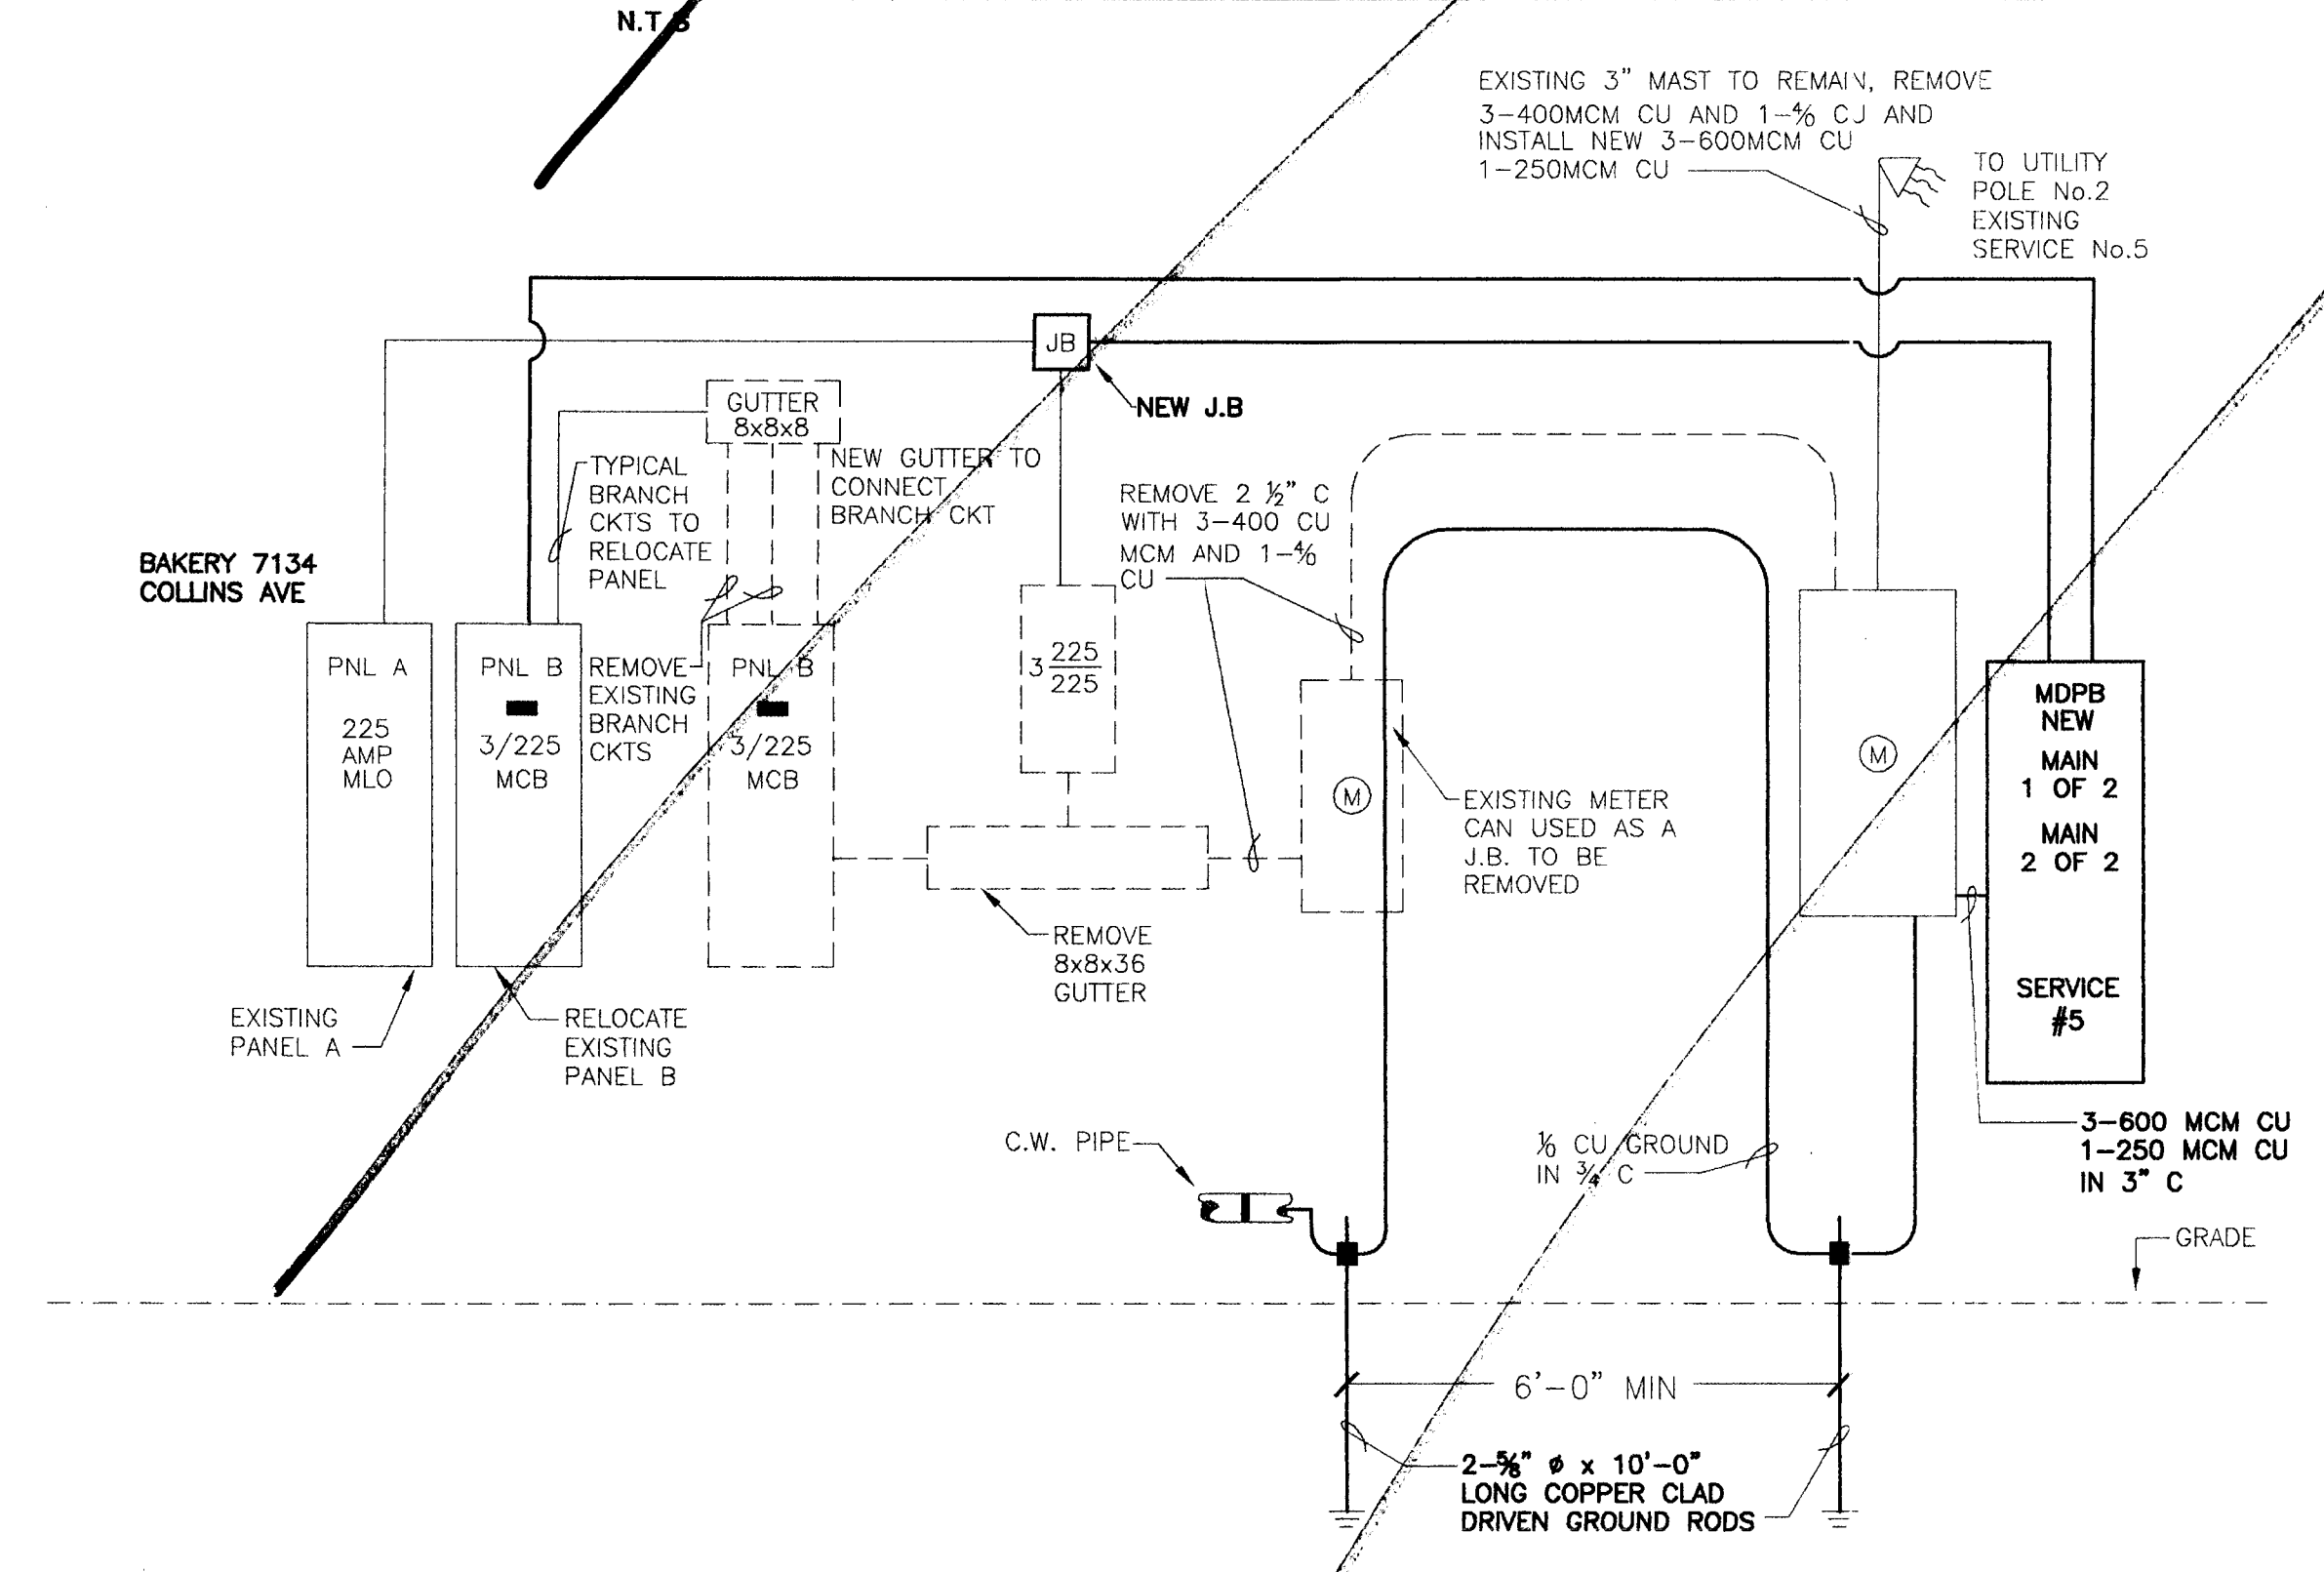 N.T.S
EXISTING 3" MAST TO REMAIN, REMOVE
3-400MCM CU AND 1-4/0 CU AND
INSTALL NEW 3-600MCM CU
1-250MCM CU
TO UTILITY
POLE No.2
EXISTING
SERVICE No.5
JB
NEW J.B
GUTTER
8x8x8
TYPICAL
BRANCH
CKTS TO
RELOCATE
PANEL
NEW GUTTER TO
CONNECT
BRANCH CKT
REMOVE 2 ½" C
WITH 3-400 CU
MCM AND 1-4/0
CU
BAKERY 7134
COLLINS AVE
PNL A
225
AMP
MLO
PNL B
3/225
MCB
REMOVE
EXISTING
BRANCH
CKTS
PNL B
3/225
MCB
3 225
225
M
EXISTING METER
CAN USED AS A
J.B. TO BE
REMOVED
M
MDPB
NEW
MAIN
1 OF 2
MAIN
2 OF 2
SERVICE
#5
REMOVE
8x8x36
GUTTER
EXISTING
PANEL A
RELOCATE
EXISTING
PANEL B
C.W. PIPE
1/0 CU GROUND
IN ¾ C
3-600 MCM CU
1-250 MCM CU
IN 3" C
GRADE
6'-0" MIN
2-⅝" ø x 10'-0"
LONG COPPER CLAD
DRIVEN GROUND RODS